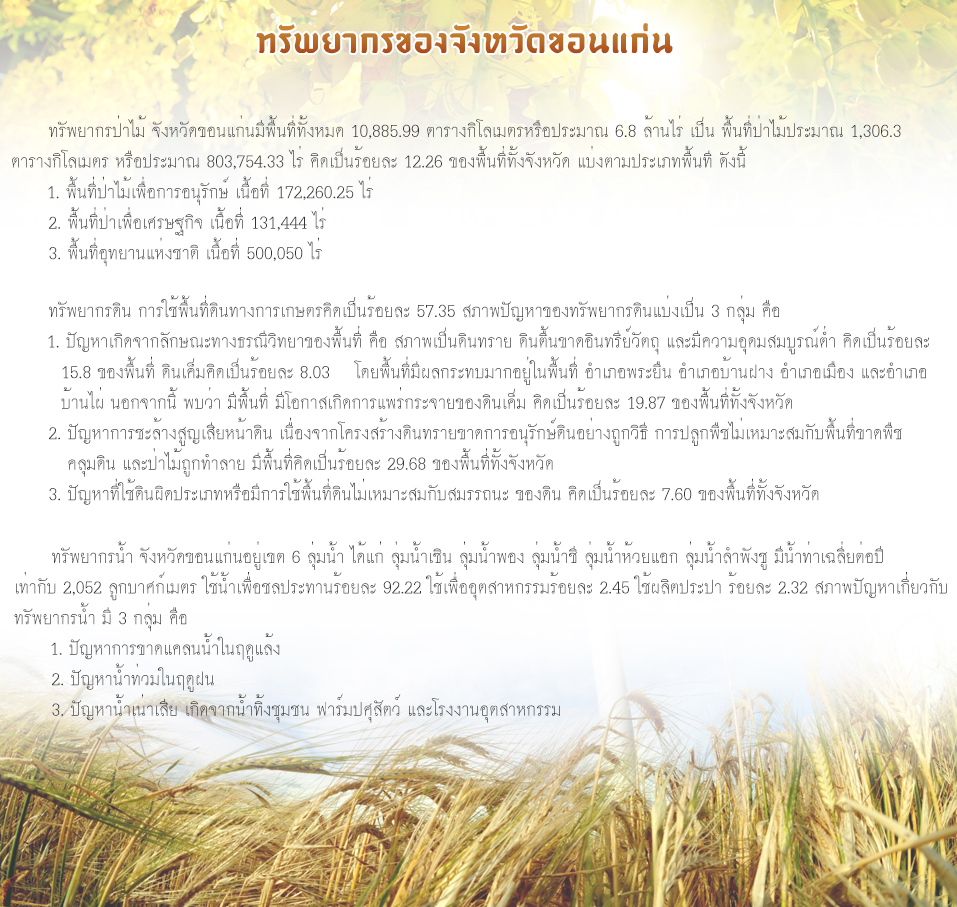 ทรัพยากรของจังหวัดขอนแก่น
ทรัพยากรป่าไม้ จังหวัดขอนแก่นมีพื้นที่ทั้งหมด 10,885.99 ตารางกิโลเมตรหรือประมาณ 6.8 ล้านไร่ เป็น พื้นที่ป่าไม้ประมาณ 1,306.3
ตารางกิโลเมตร หรือประมาณ 803,754.33 ไร่ คิดเป็นร้อยละ 12.26 ของพื้นที่ทั้งจังหวัด แบ่งตามประเภทพื้นที่ ดังนี้
1. พื้นที่ป่าไม้เพื่อการอนุรักษ์ เนื้อที่ 172,260.25 ไร่
2. พื้นที่ป่าเพื่อเศรษฐกิจ เนื้อที่ 131,444 ไร่
3. พื้นที่อุทยานแห่งชาติ เนื้อที่ 500,050 ไร่
ทรัพยากรดิน การใช้พื้นที่ดินทางการเกษตรคิดเป็นร้อยละ 57.35 สภาพปัญหาของทรัพยากรดินแบ่งเป็น 3 กลุ่ม คือ
1. ปัญหาเกิดจากลักษณะทางธรณีวิทยาของพื้นที่ คือ สภาพเป็นดินทราย ดินตื้นขาดอินทรีย์วัตถุ และมีความอุดมสมบูรณ์ต่ำ คิดเป็นร้อยละ
15.8 ของพื้นที่ ดินเค็มคิดเป็นร้อยละ 8.03 โดยพื้นที่มีผลกระทบมากอยู่ในพื้นที่ อำเภอพระยืน อำเภอบ้านฝาง อำเภอเมือง และอำเภอ
บ้านไผ่ นอกจากนี้ พบว่า มีพื้นที่ มีโอกาสเกิดการแพร่กระจายของดินเค็ม คิดเป็นร้อยละ 19.87 ของพื้นที่ทั้งจังหวัด
2. ปัญหาการชะล้างสูญเสียหน้าดิน เนื่องจากโครงสร้างดินทรายขาดการอนุรักษ์ดินอย่างถูกวิธี การปลูกพืชไม่เหมาะสมกับพื้นที่ขาดพืช
คลุมดิน และป่าไม้ถูกทำลาย มีพื้นที่คิดเป็นร้อยละ 29.68 ของพื้นที่ทั้งจังหวัด
3. ปัญหาที่ใช้ดินผิดประเภทหรือมีการใช้พื้นที่ดินไม่เหมาะสมกับสมรรถนะ ของดิน คิดเป็นร้อยละ 7.60 ของพื้นที่ทั้งจังหวัด
ทรัพยากรน้ำ จังหวัดขอนแก่นอยู่เขต 6 ลุ่มน้ำ ได้แก่ ลุ่มน้ำเชิน ลุ่มน้ำพอง ลุ่มน้ำชี ลุ่มน้ำห้วยแอก ลุ่มน้ำลำพังชู มีน้ำท่าเฉลี่ยต่อปี
เท่ากับ 2,052 ลูกบาศก์เมตร ใช้น้ำเพื่อชลประทานร้อยละ 92.22 ใช้เพื่ออุตสาหกรรมร้อยละ 2.45 ใช้ผลิตประปา ร้อยละ 2.32 สภาพปัญหาเกี่ยวกับ
ทรัพยากรน้ำ มี 3 กลุ่ม คือ
1. ปัญหาการขาดแคลนน้ำในฤดูแล้ง
2. ปัญหาน้ำท่วมในฤดูฝน
3. ปัญหาน้ำเน่าเสีย เกิดจากน้ำทิ้งชุมชน ฟาร์มปศุสัตว์ และโรงงานอุตสาหกรรม